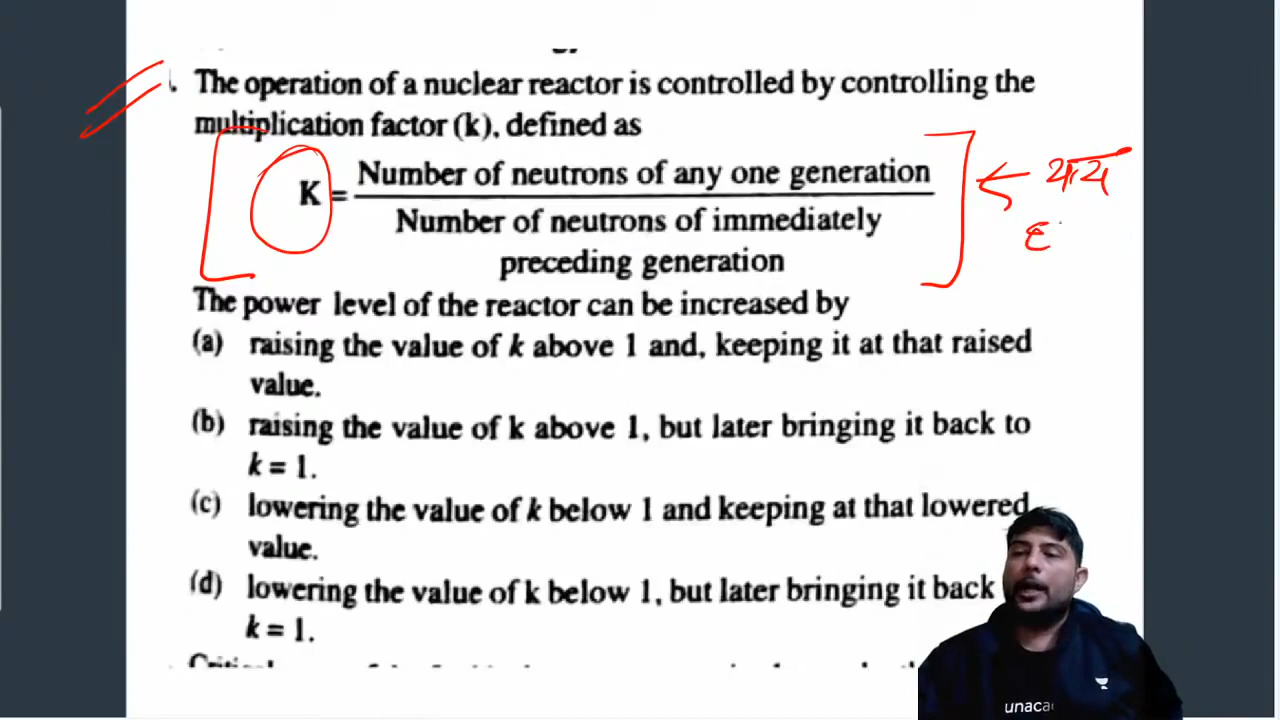 . The operation of a nuclear reactor is controlled by controlling the
multiplication factor (k), defined as
K = Number of neutrons of any one generation
Number of neutrons of immediately
preceding generation
The power level of the reactor can be increased by
(a) raising the value of k above 1 and, keeping it at that raised
value.
(b) raising the value of k above 1, but later bringing it back to
k = 1.
(c) lowering the value of k below 1 and keeping at that lowered
value.
(d) lowering the value of k below 1, but later bringing it back
k = 1.
unaca